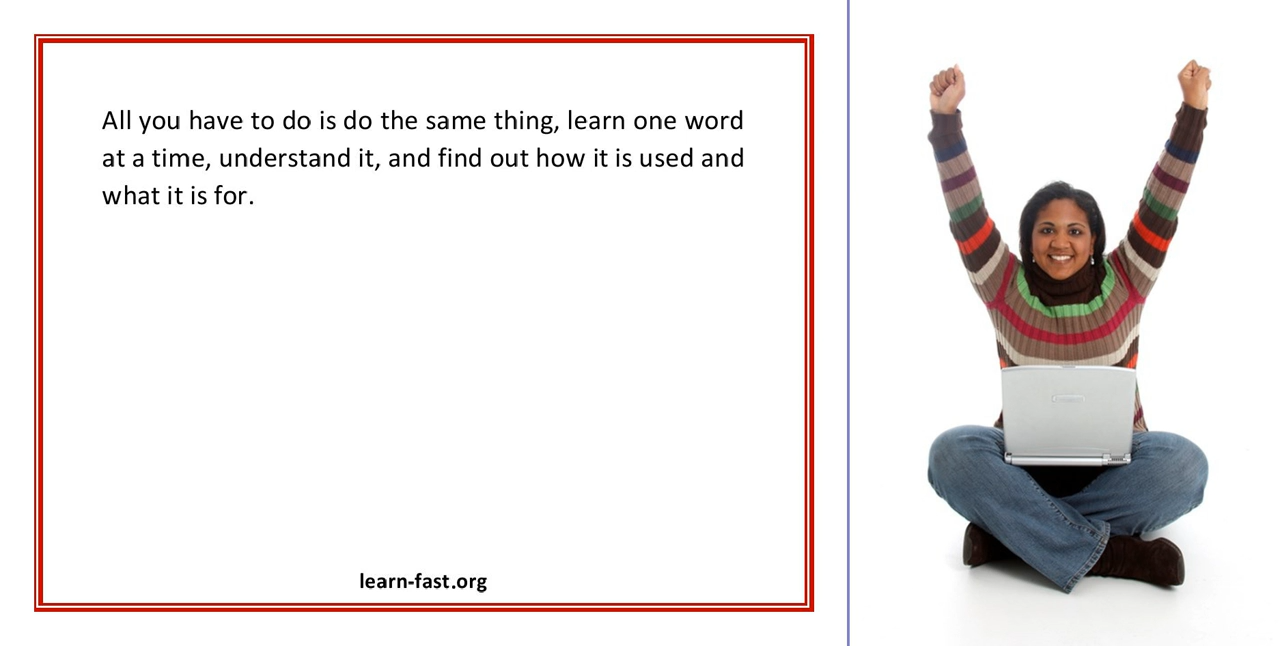 All you have to do is do the same thing, learn one word
at a time, understand it, and find out how it is used and
what it is for.
learn-fast.org